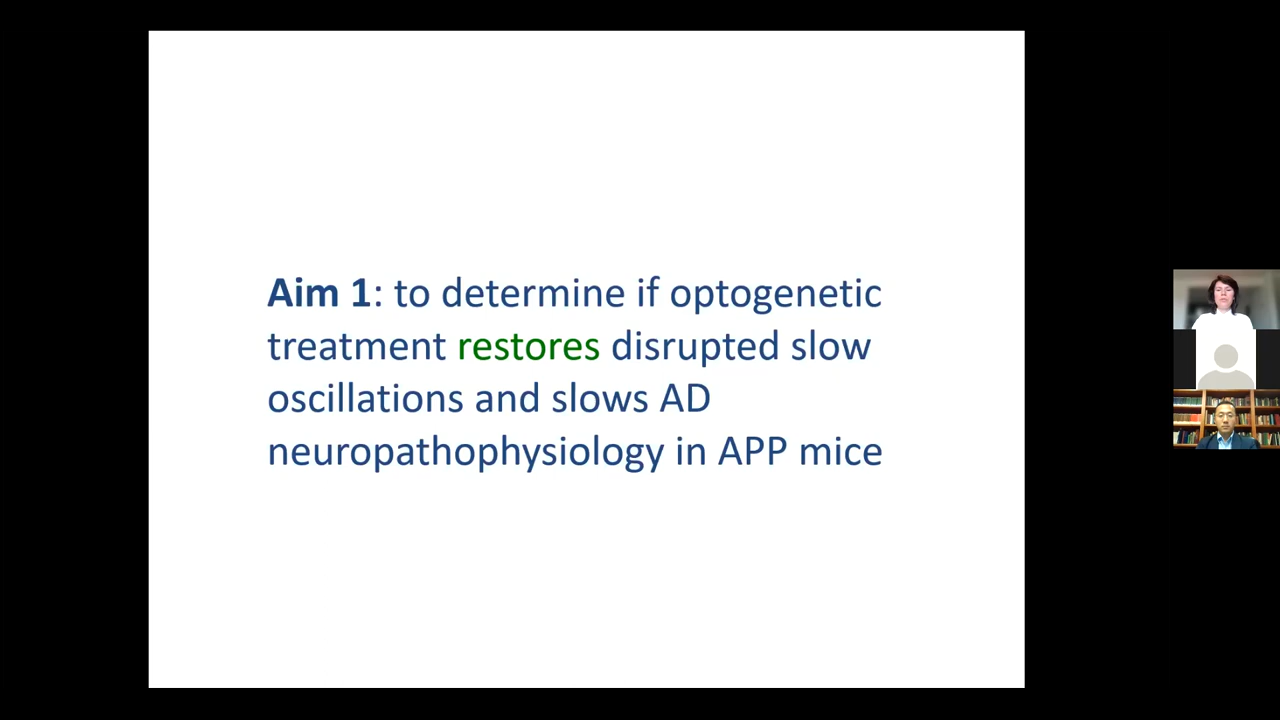 Aim 1: to determine if optogenetic
treatment restores disrupted slow
oscillations and slows AD
neuropathophysiology in APP mice